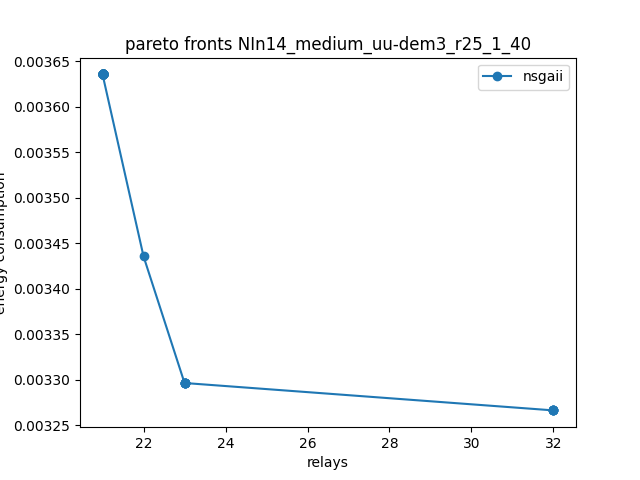 pareto fronts NIn14_medium_uu-dem3_r25_1_40
nsgaii
0.00365
0.00360
0.00355
0.00350
0.00345
0.00340
0.00335
0.00330
0.00325
energy consumption
22 24 26 28 30 32
relays